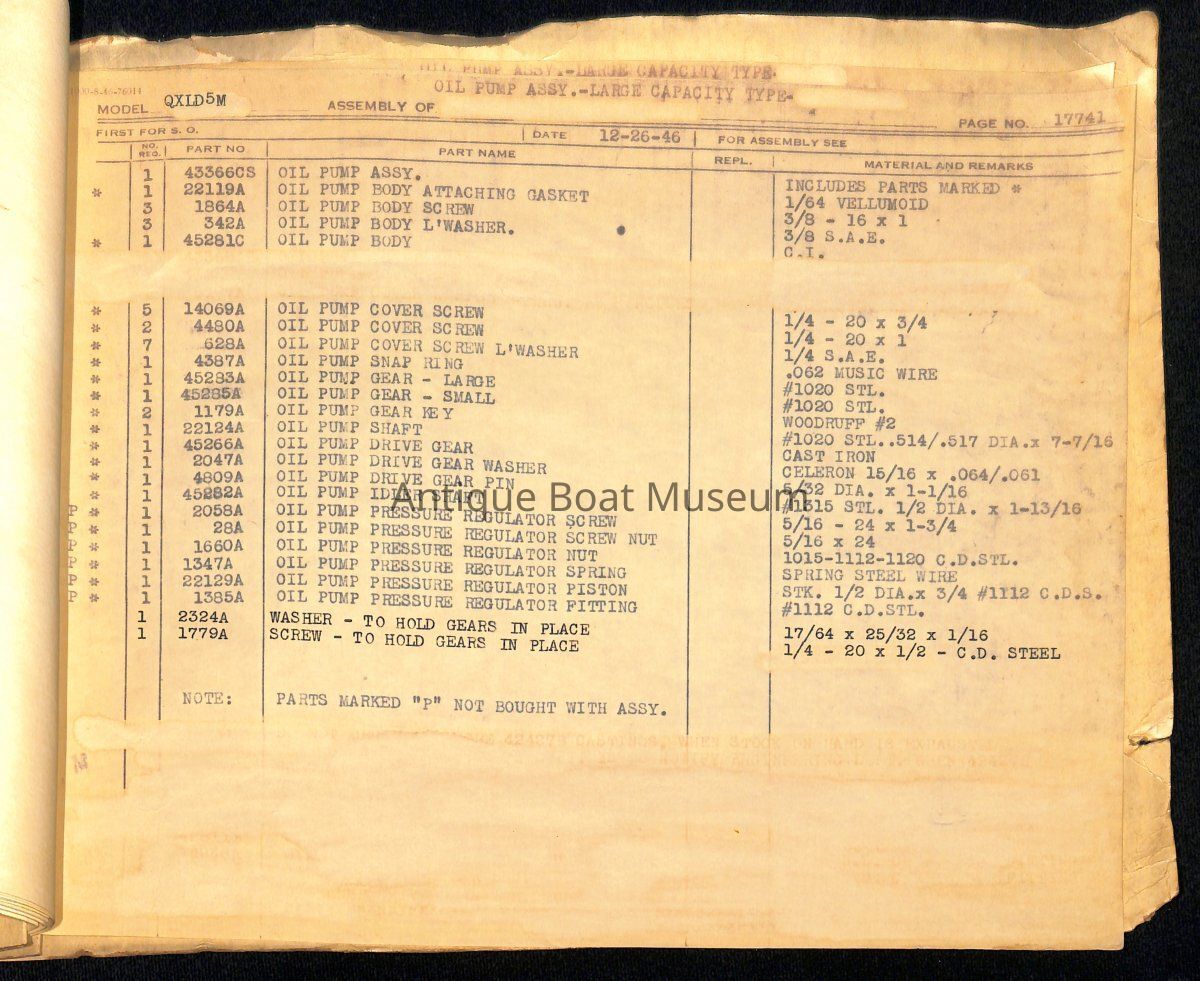 OIL PUMP ASSY.-LARGE CAPACITY TYPE-
OIL PUMP ASSY.-LARGE CAPACITY TYPE-
MODEL QXLD5M ASSEMBLY OF PAGE NO. 17741
FIRST FOR S. O. DATE 12-26-46 FOR ASSEMBLY SEE
NO. REQ. PART NO. PART NAME REPL. MATERIAL AND REMARKS
1 43366CS OIL PUMP ASSY. INCLUDES PARTS MARKED *
* 1 22119A OIL PUMP BODY ATTACHING GASKET 1/64 VELLUMOID
3 1864A OIL PUMP BODY SCREW 3/8 - 16 x 1
3 342A OIL PUMP BODY L'WASHER. 3/8 S.A.E.
* 1 45281C OIL PUMP BODY C.I.
* 5 14069A OIL PUMP COVER SCREW 1/4 - 20 x 3/4
* 2 4480A OIL PUMP COVER SCREW 1/4 - 20 x 1
* 7 628A OIL PUMP COVER SCREW L'WASHER 1/4 S.A.E.
* 1 4387A OIL PUMP SNAP RING .062 MUSIC WIRE
* 1 45283A OIL PUMP GEAR - LARGE #1020 STL.
* 1 45285A OIL PUMP GEAR - SMALL #1020 STL.
* 2 1179A OIL PUMP GEAR KEY WOODRUFF #2
* 1 22124A OIL PUMP SHAFT #1020 STL..514/.517 DIA.x 7-7/16
* 1 45266A OIL PUMP DRIVE GEAR CAST IRON
* 1 2047A OIL PUMP DRIVE GEAR WASHER CELERON 15/16 x .064/.061
* 1 4809A OIL PUMP DRIVE GEAR PIN 5/32 DIA. x 1-1/16
* 1 45282A OIL PUMP IDLER SHAFT #1315 STL. 1/2 DIA. x 1-13/16
P * 1 2058A OIL PUMP PRESSURE REGULATOR SCREW 5/16 - 24 x 1-3/4
P * 1 28A OIL PUMP PRESSURE REGULATOR SCREW NUT 5/16 x 24
P * 1 1660A OIL PUMP PRESSURE REGULATOR NUT 1015-1112-1120 C.D.STL.
P * 1 1347A OIL PUMP PRESSURE REGULATOR SPRING SPRING STEEL WIRE
P * 1 22129A OIL PUMP PRESSURE REGULATOR PISTON STK. 1/2 DIA.x 3/4 #1112 C.D.S.
P * 1 1385A OIL PUMP PRESSURE REGULATOR FITTING #1112 C.D.STL.
1 2324A WASHER - TO HOLD GEARS IN PLACE 17/64 x 25/32 x 1/16
1 1779A SCREW - TO HOLD GEARS IN PLACE 1/4 - 20 x 1/2 - C.D. STEEL
NOTE: PARTS MARKED "P" NOT BOUGHT WITH ASSY.
Antique Boat Museum